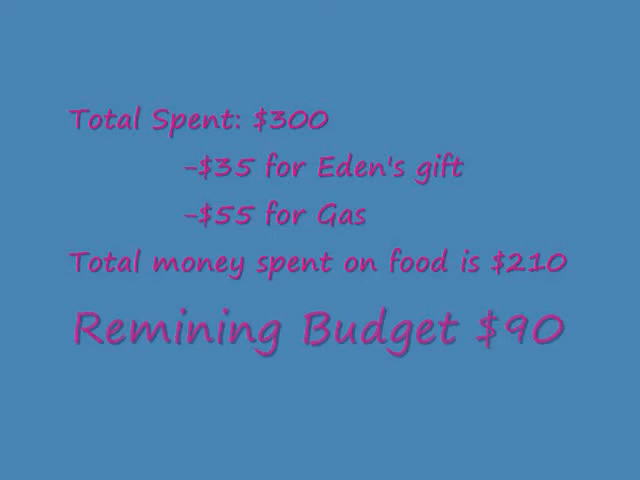 Total Spent: $300
-$35 for Eden's gift
-$55 for Gas
Total money spent on food is $210
Remining Budget $90